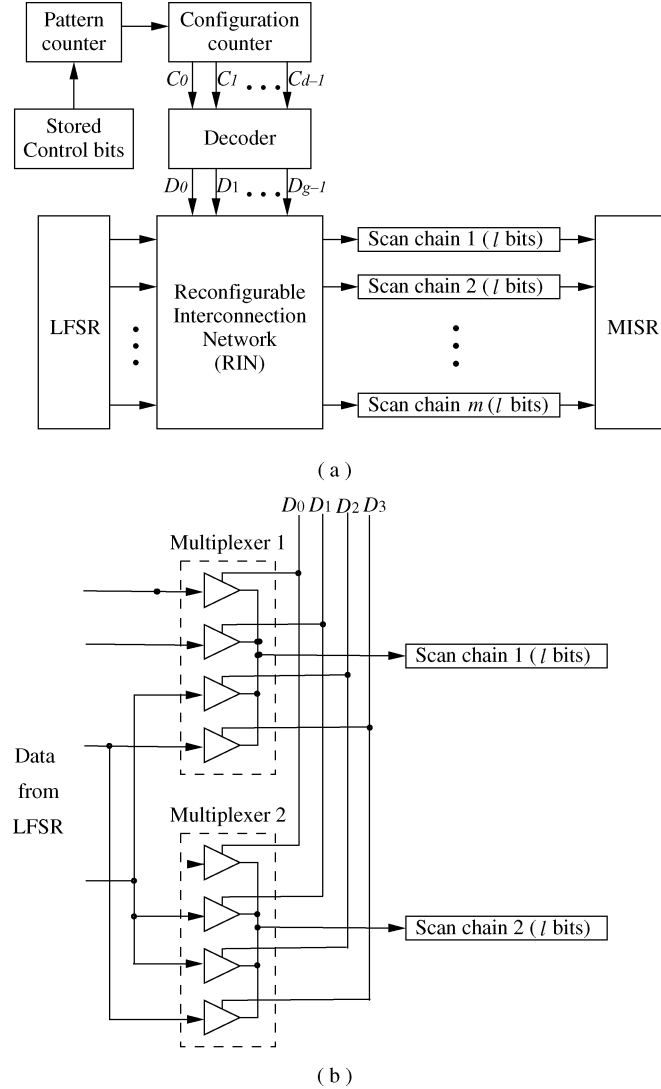 Pattern
counter
Configuration
counter
C0 C1 • • • Cd–1
Stored
Control bits
Decoder
D0 D1 • • • Dg–1
LFSR
Reconfigurable
Interconnection
Network
(RIN)
Scan chain 1 ( l bits)
Scan chain 2 ( l bits)
Scan chain m ( l bits)
MISR
( a )
D0 D1 D2 D3
Multiplexer 1
Scan chain 1 ( l bits)
Data
from
LFSR
Multiplexer 2
Scan chain 2 ( l bits)
( b )